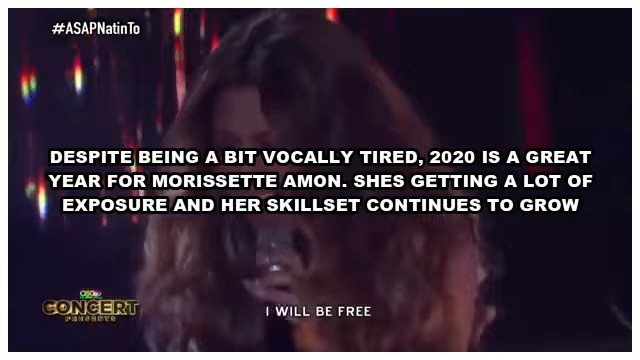 #ASAPNatinTo
DESPITE BEING A BIT VOCALLY TIRED, 2020 IS A GREAT
YEAR FOR MORISSETTE AMON. SHES GETTING A LOT OF
EXPOSURE AND HER SKILLSET CONTINUES TO GROW
CONCERT
PRESENTS
I WILL BE FREE